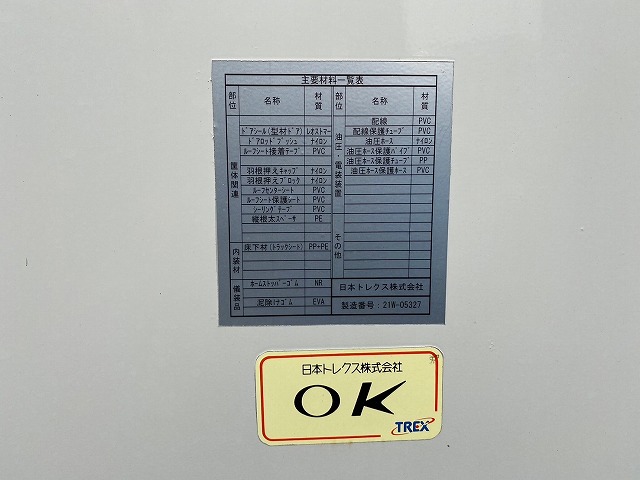 主要材料一覧表
部位 名称 材質 部位 名称 材質
筐体関連
ドアシール(型材ドア) レオストマー
ドアロッドブッシュ ナイロン
ルーフシート接着テープ PVC
羽根押えキャップ ナイロン
羽根押えブロック ナイロン
ルーフセンターシート PVC
ルーフシート保護シート PVC
シーリングテープ PVC
縦根太スペーサ PE
内装材
床下材(トラックシート) PP+PE
艤装品
ホームストッパーゴム NR
泥除けゴム EVA
油圧・電装装置
配線 PVC
配線保護チューブ PVC
油圧ホース ナイロン
油圧ホース保護パイプ PVC
油圧ホース保護チューブ PP
油圧ホース保護ホース PVC
その他
日本トレクス株式会社
製造番号:21W-05327
日本トレクス株式会社
OK
TREX